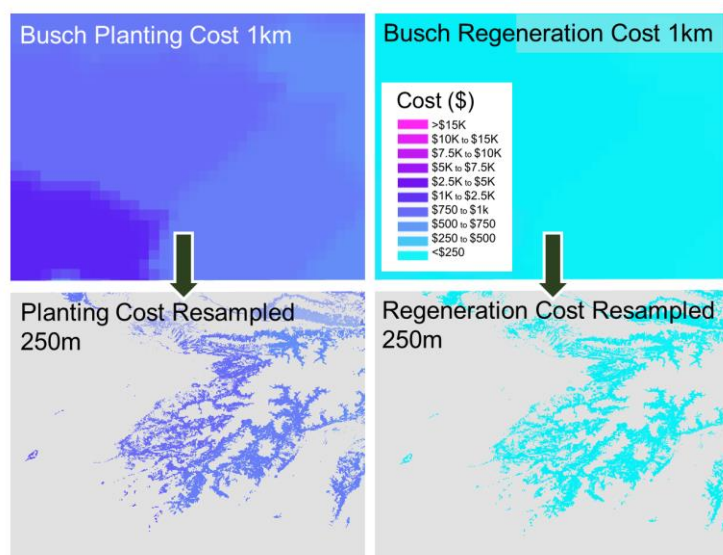 Busch Planting Cost 1km
Busch Regeneration Cost 1km
Cost ($)
>$15K
$10K to $15K
$7.5K to $10K
$5K to $7.5K
$2.5K to $5K
$1K to $2.5K
$750 to $1k
$500 to $750
$250 to $500
<$250
Planting Cost Resampled
250m
Regeneration Cost Resampled
250m